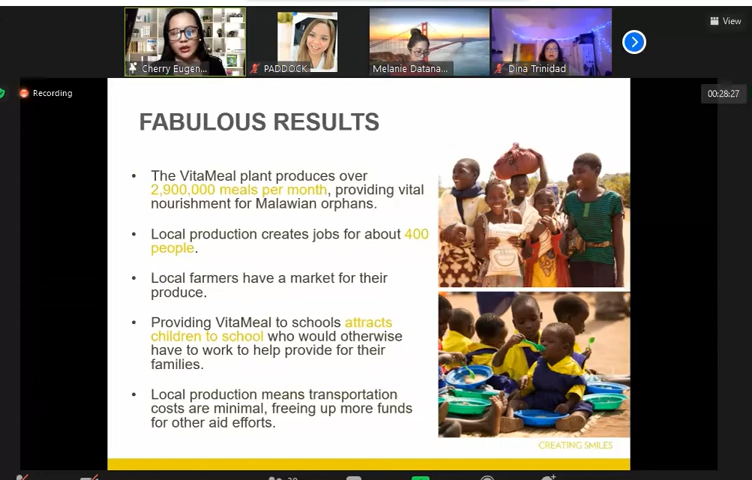 View
Cherry Eugen...
PADDOCK
Melanie Datana...
Dina Trinidad
Recording
00:28:27
FABULOUS RESULTS
• The VitaMeal plant produces over
2,900,000 meals per month, providing vital
nourishment for Malawian orphans.
• Local production creates jobs for about 400
people.
• Local farmers have a market for their
produce.
• Providing VitaMeal to schools attracts
children to school who would otherwise
have to work to help provide for their
families.
• Local production means transportation
costs are minimal, freeing up more funds
for other aid efforts.
CREATING SMILES